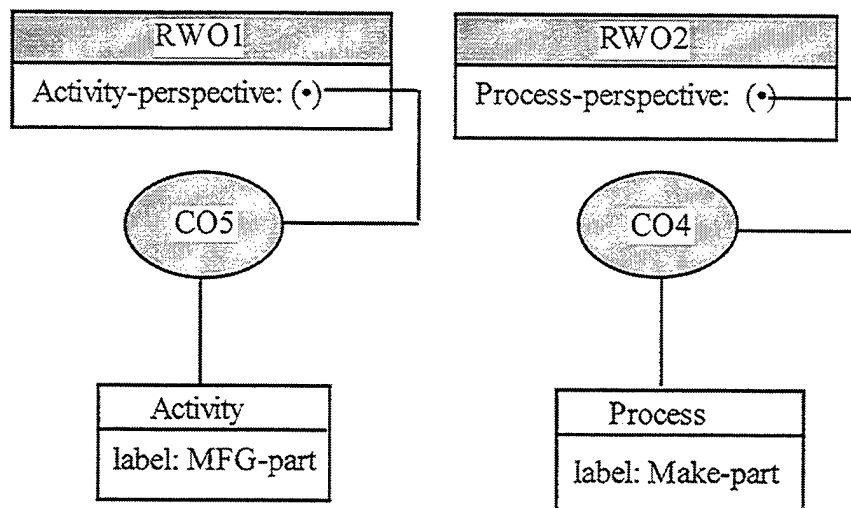 RWO1
Activity-perspective: (•)
CO5
Activity
label: MFG-part
RWO2
Process-perspective: (•)
CO4
Process
label: Make-part